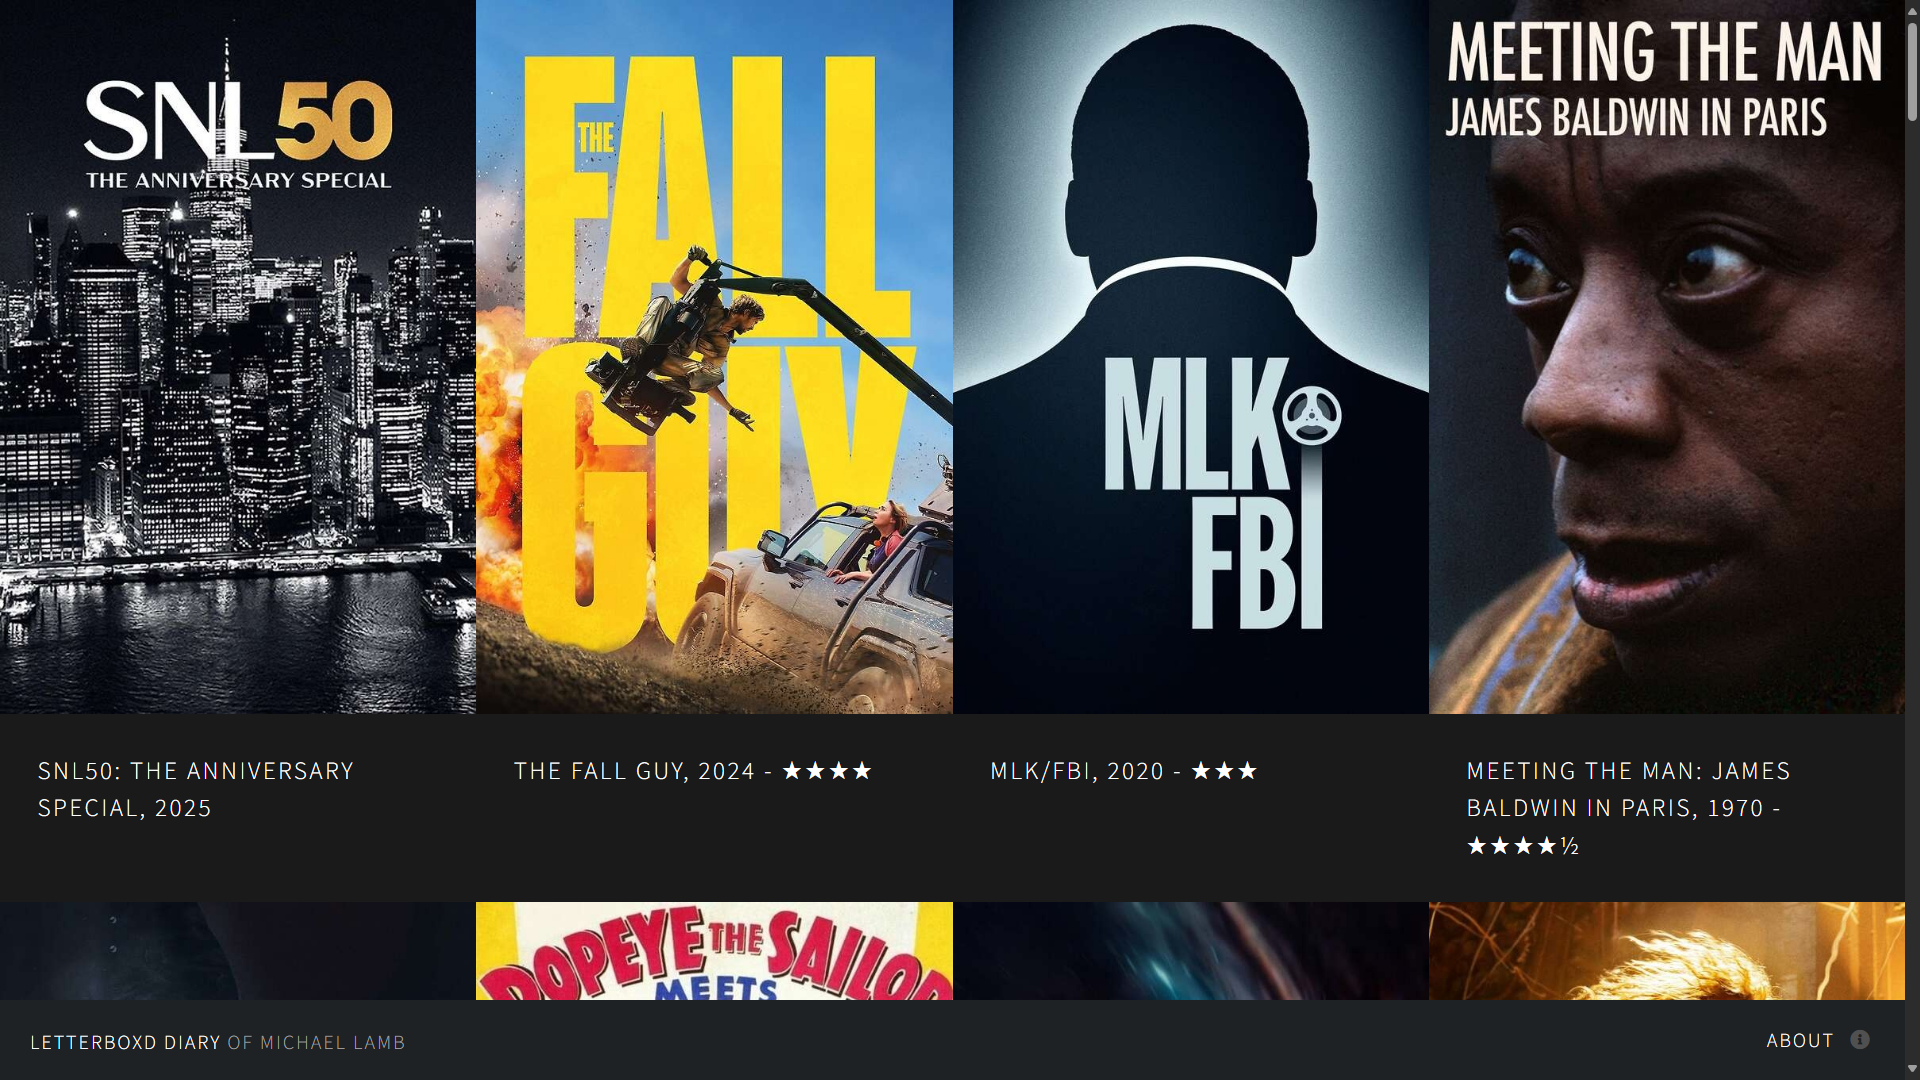 SNL50
THE ANNIVERSARY SPECIAL
THE
FALL
GUY
MLK
FBI
MEETING THE MAN
JAMES BALDWIN IN PARIS
SNL50: THE ANNIVERSARY
SPECIAL, 2025
THE FALL GUY, 2024 - ★★★★
MLK/FBI, 2020 - ★★★
MEETING THE MAN: JAMES
BALDWIN IN PARIS, 1970 -
★★★★½
POPEYE THE SAILOR
MEETS
LETTERBOXD DIARY OF MICHAEL LAMB
ABOUT